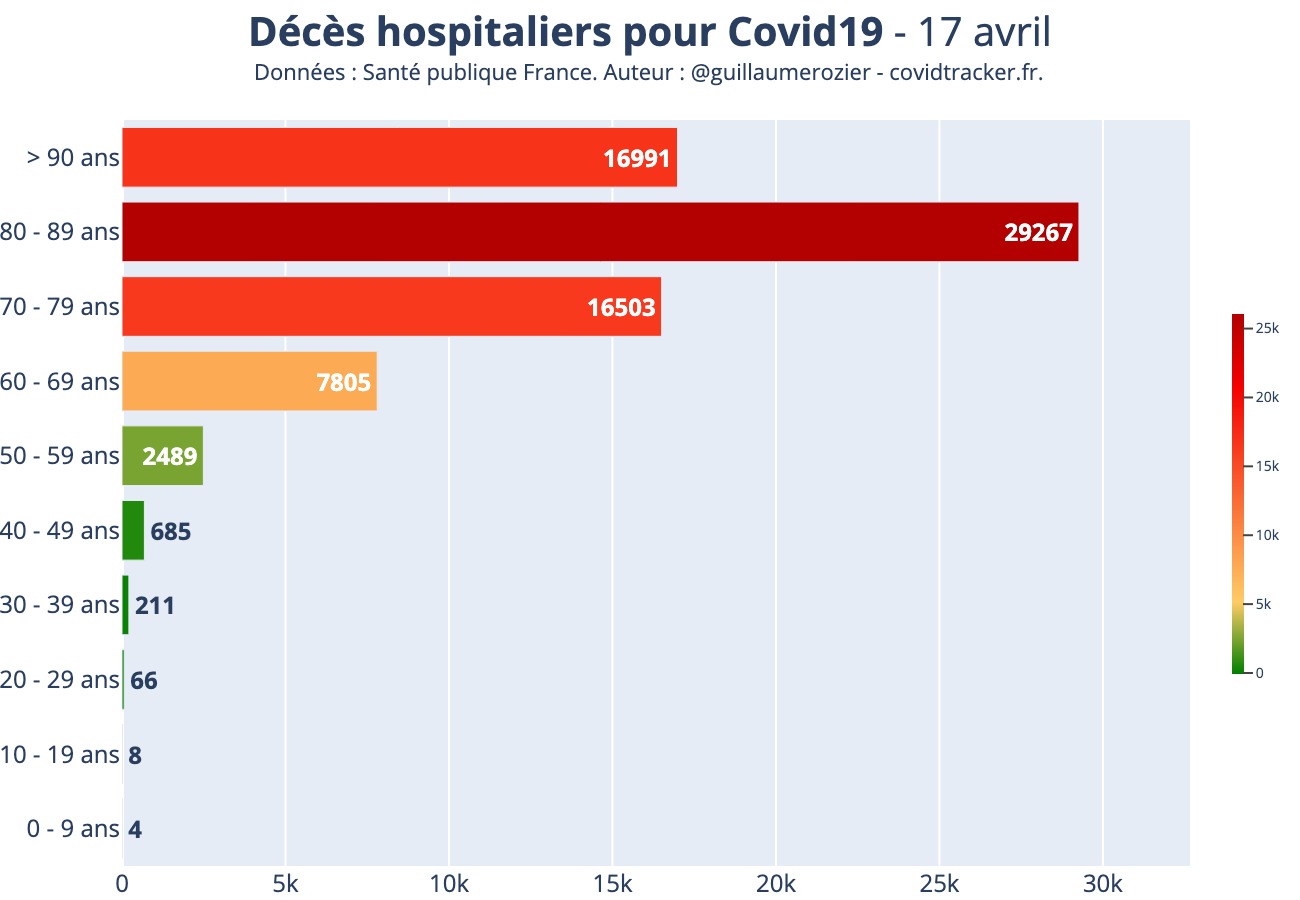 Décès hospitaliers pour Covid19 - 17 avril
Données : Santé publique France. Auteur : @guillaumerozier - covidtracker.fr.
> 90 ans 16991
80 - 89 ans 29267
70 - 79 ans 16503
60 - 69 ans 7805
50 - 59 ans 2489
40 - 49 ans 685
30 - 39 ans 211
20 - 29 ans 66
10 - 19 ans 8
0 - 9 ans 4
0 5k 10k 15k 20k 25k 30k
25k
20k
15k
10k
5k
0